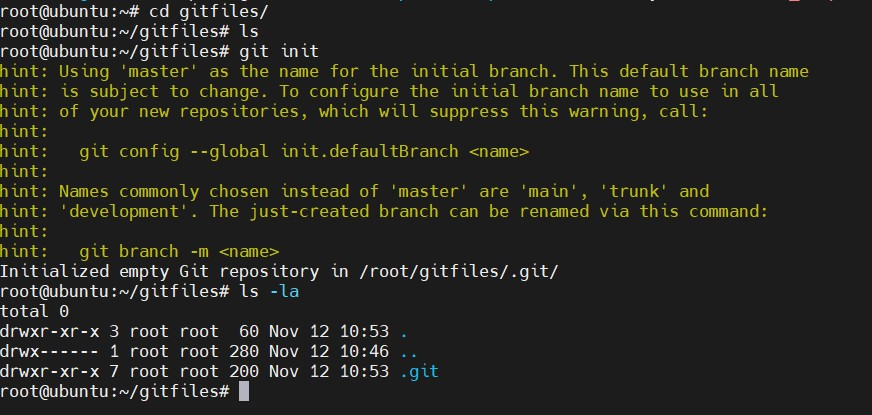 root@ubuntu:~# cd gitfiles/
root@ubuntu:~/gitfiles# ls
root@ubuntu:~/gitfiles# git init
hint: Using 'master' as the name for the initial branch. This default branch name
hint: is subject to change. To configure the initial branch name to use in all
hint: of your new repositories, which will suppress this warning, call:
hint:
hint:   git config --global init.defaultBranch <name>
hint:
hint: Names commonly chosen instead of 'master' are 'main', 'trunk' and
hint: 'development'. The just-created branch can be renamed via this command:
hint:
hint:   git branch -m <name>
Initialized empty Git repository in /root/gitfiles/.git/
root@ubuntu:~/gitfiles# ls -la
total 0
drwxr-xr-x 3 root root  60 Nov 12 10:53 .
drwx------ 1 root root 280 Nov 12 10:46 ..
drwxr-xr-x 7 root root 200 Nov 12 10:53 .git
root@ubuntu:~/gitfiles#